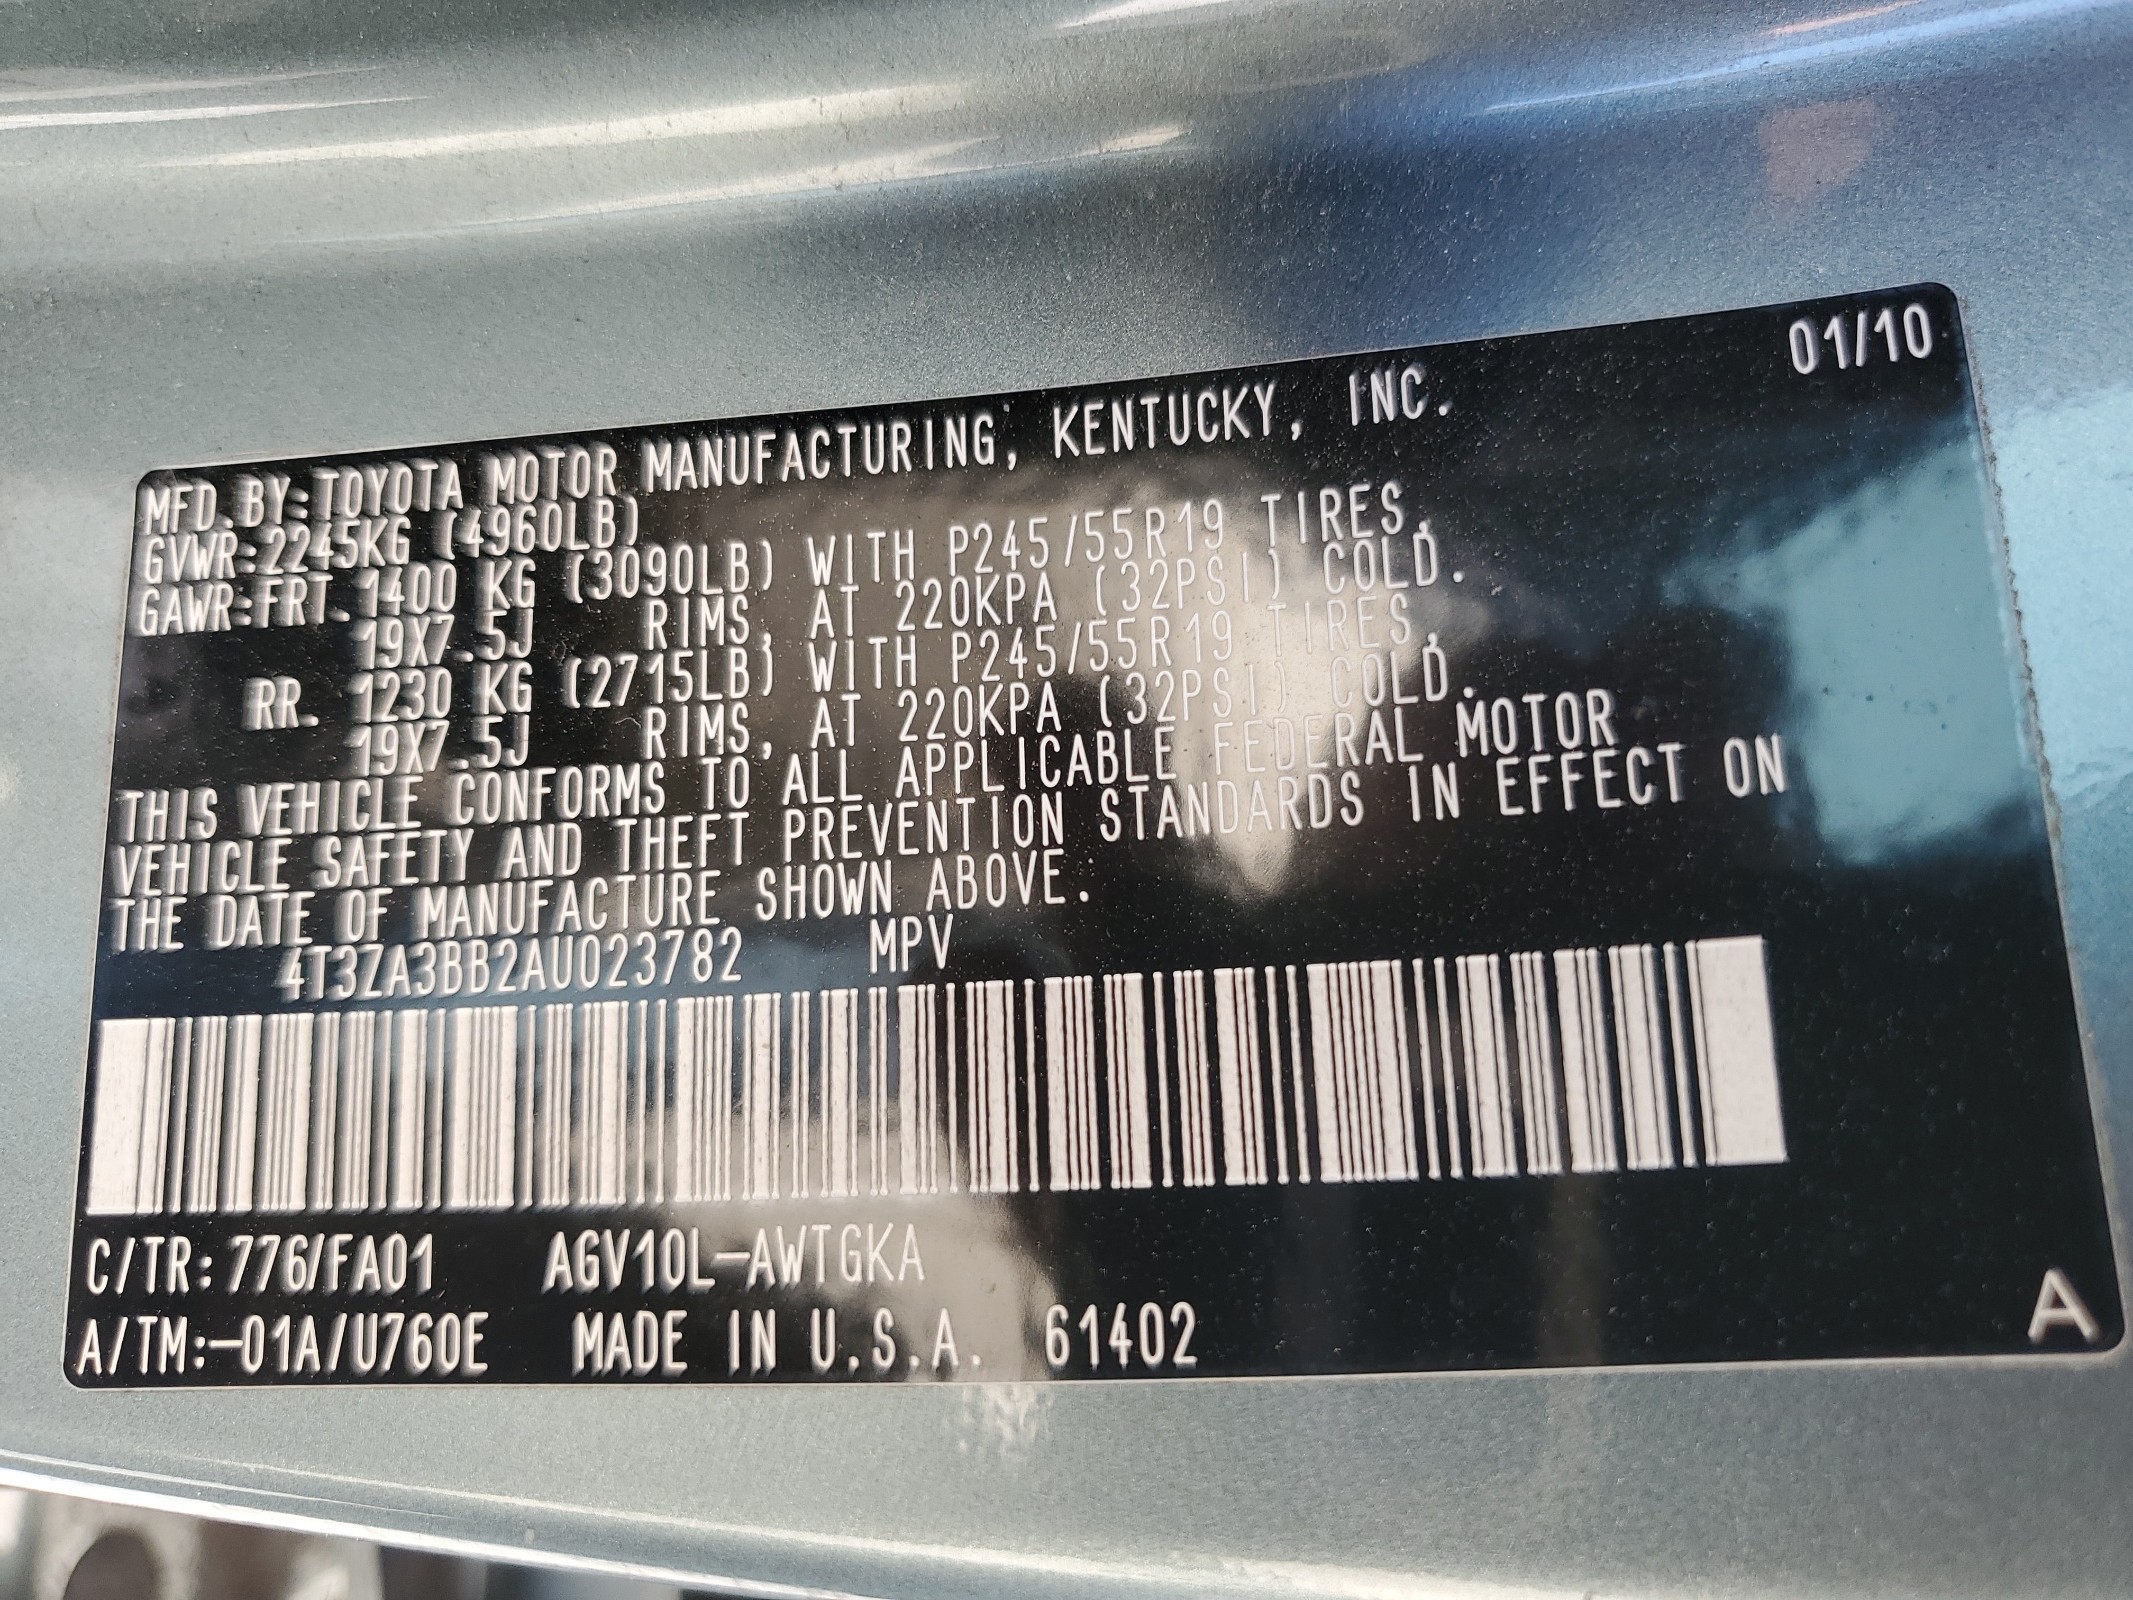 01/10
MFD.BY:TOYOTA MOTOR MANUFACTURING, KENTUCKY, INC.
GVWR:2245KG (4960LB)
GAWR:FRT. 1400 KG (3090LB) WITH P245/55R19 TIRES,
19X7.5J RIMS, AT 220KPA (32PSI) COLD.
RR. 1230 KG (2715LB) WITH P245/55R19 TIRES,
19X7.5J RIMS, AT 220KPA (32PSI) COLD.
THIS VEHICLE CONFORMS TO ALL APPLICABLE FEDERAL MOTOR
VEHICLE SAFETY AND THEFT PREVENTION STANDARDS IN EFFECT ON
THE DATE OF MANUFACTURE SHOWN ABOVE.
4T3ZA3BB2AU023782 MPV
C/TR:776/FA01 AGV10L-AWTGKA
A/TM:-01A/U760E MADE IN U.S.A. 61402
A